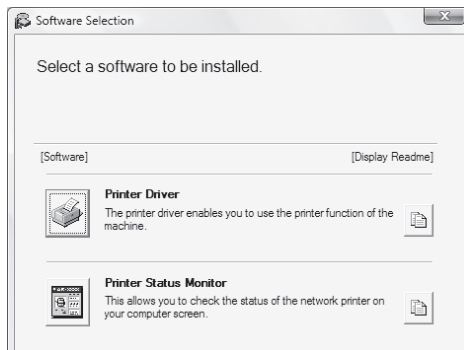 Software Selection
Select a software to be installed.
[Software] [Display Readme]
Printer Driver
The printer driver enables you to use the printer function of the
machine.
Printer Status Monitor
This allows you to check the status of the network printer on
your computer screen.